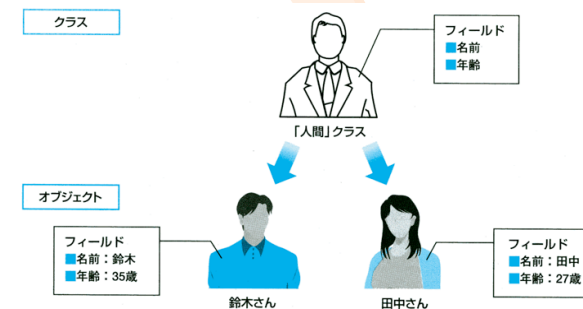 クラス
フィールド
■名前
■年齢
「人間」クラス
オブジェクト
フィールド
■名前：鈴木
■年齢：35歳
鈴木さん
田中さん
フィールド
■名前：田中
■年齢：27歳